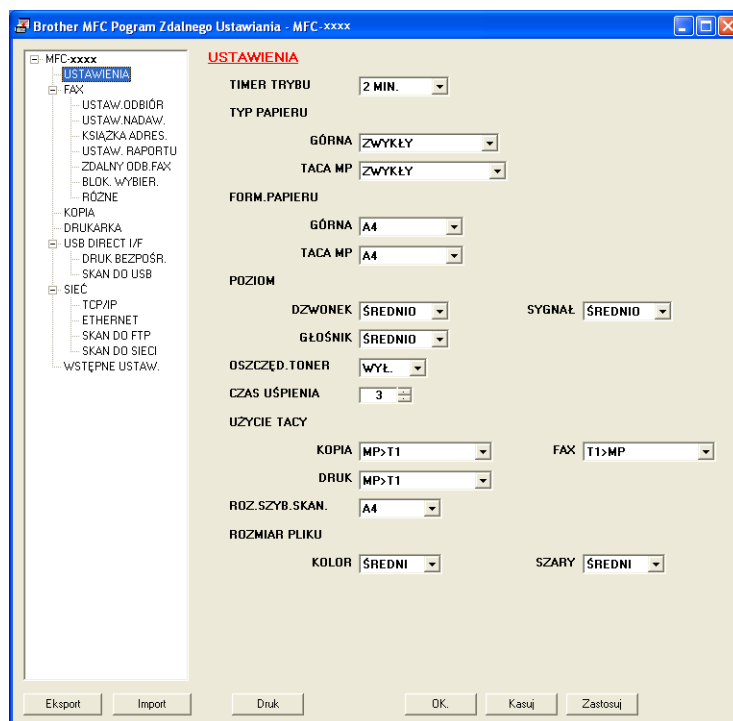 Brother MFC Pogram Zdalnego Ustawiania - MFC-xxxx
MFC-xxxx
USTAWIENIA
FAX
USTAW.ODBIÓR
USTAW.NADAW.
KSIĄŻKA ADRES.
USTAW. RAPORTU
ZDALNY ODB.FAX
BLOK. WYBIER.
RÓŻNE
KOPIA
DRUKARKA
USB DIRECT I/F
DRUK BEZPOŚR.
SKAN DO USB
SIEĆ
TCP/IP
ETHERNET
SKAN DO FTP
SKAN DO SIECI
WSTĘPNE USTAW.
USTAWIENIA
TIMER TRYBU 2 MIN.
TYP PAPIERU
GÓRNA ZWYKŁY
TACA MP ZWYKŁY
FORM.PAPIERU
GÓRNA A4
TACA MP A4
POZIOM
DZWONEK ŚREDNIO SYGNAŁ ŚREDNIO
GŁOŚNIK ŚREDNIO
OSZCZĘD.TONER WYŁ.
CZAS UŚPIENIA 3
UŻYCIE TACY
KOPIA MP>T1 FAX T1>MP
DRUK MP>T1
ROZ.SZYB.SKAN. A4
ROZMIAR PLIKU
KOLOR ŚREDNI SZARY ŚREDNI
Eksport Import Druk OK. Kasuj Zastosuj